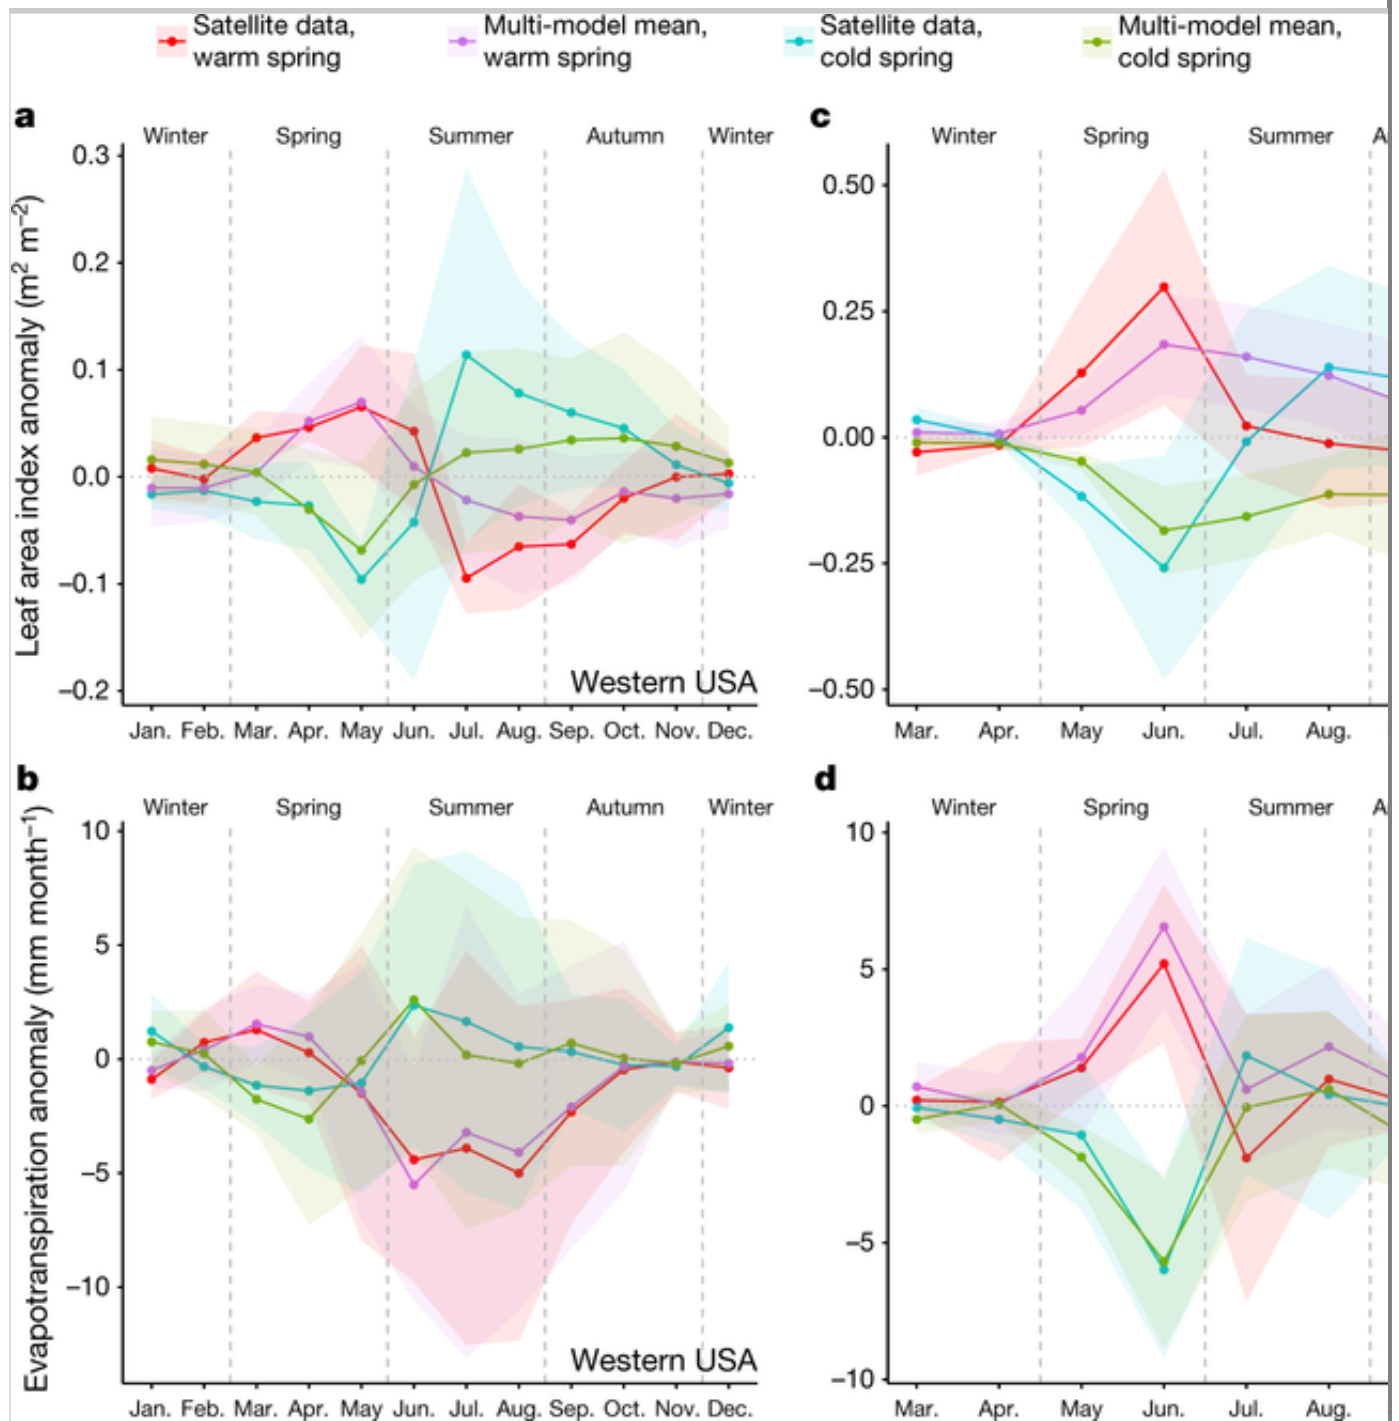 Satellite data,
warm spring
Multi-model mean,
warm spring
Satellite data,
cold spring
Multi-model mean,
cold spring
a
Winter Spring Summer Autumn Winter
Leaf area index anomaly (m² m⁻²)
0.3
0.2
0.1
0.0
−0.1
−0.2
Western USA
Jan. Feb. Mar. Apr. May Jun. Jul. Aug. Sep. Oct. Nov. Dec.
c
Winter Spring Summer A
0.50
0.25
0.00
−0.25
−0.50
Mar. Apr. May Jun. Jul. Aug.
b
Winter Spring Summer Autumn Winter
Evapotranspiration anomaly (mm month⁻¹)
10
5
0
−5
−10
Western USA
Jan. Feb. Mar. Apr. May Jun. Jul. Aug. Sep. Oct. Nov. Dec.
d
Winter Spring Summer A
10
5
0
−5
−10
Mar. Apr. May Jun. Jul. Aug.